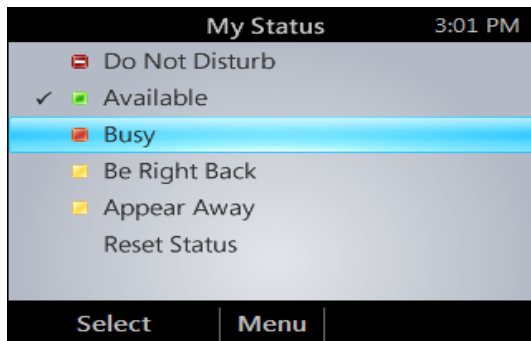 My Status 3:01 PM
Do Not Disturb
Available
Busy
Be Right Back
Appear Away
Reset Status
Select Menu